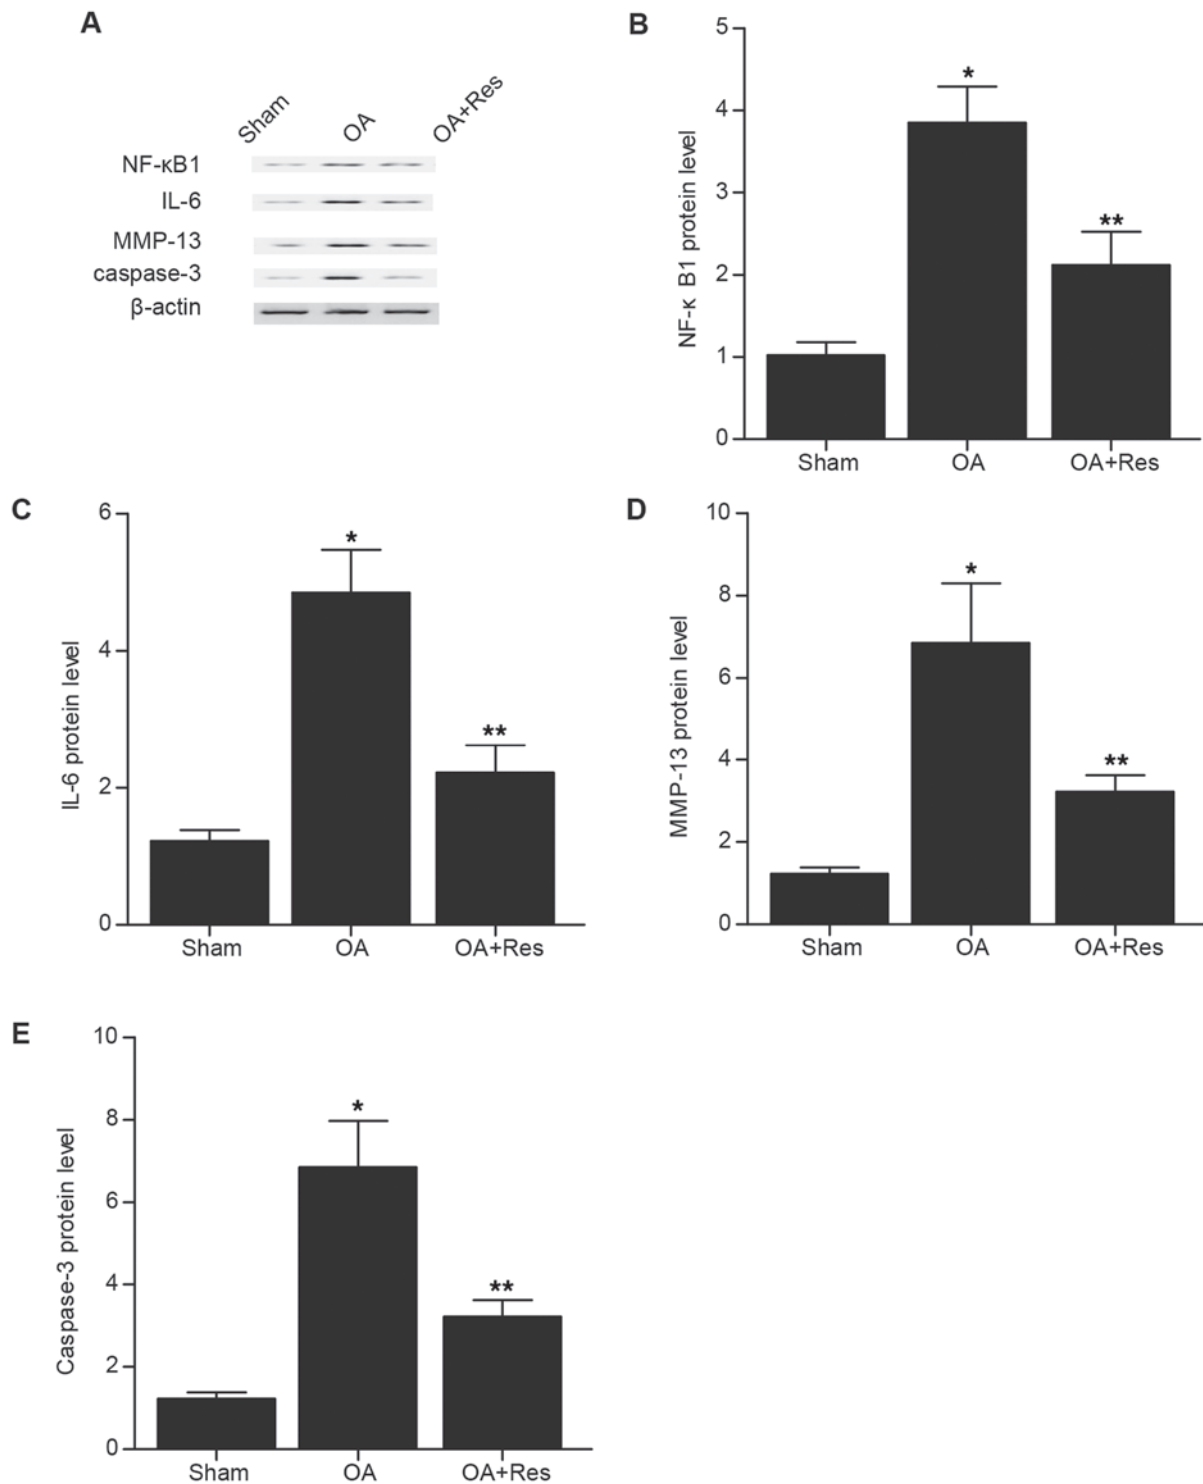 A
Sham OA OA+Res
NF-κB1
IL-6
MMP-13
caspase-3
β-actin
B
NF-κ B1 protein level
5
4
3
2
1
0
*
**
Sham OA OA+Res
C
IL-6 protein level
6
4
2
0
*
**
Sham OA OA+Res
D
MMP-13 protein level
10
8
6
4
2
0
*
**
Sham OA OA+Res
E
Caspase-3 protein level
10
8
6
4
2
0
*
**
Sham OA OA+Res